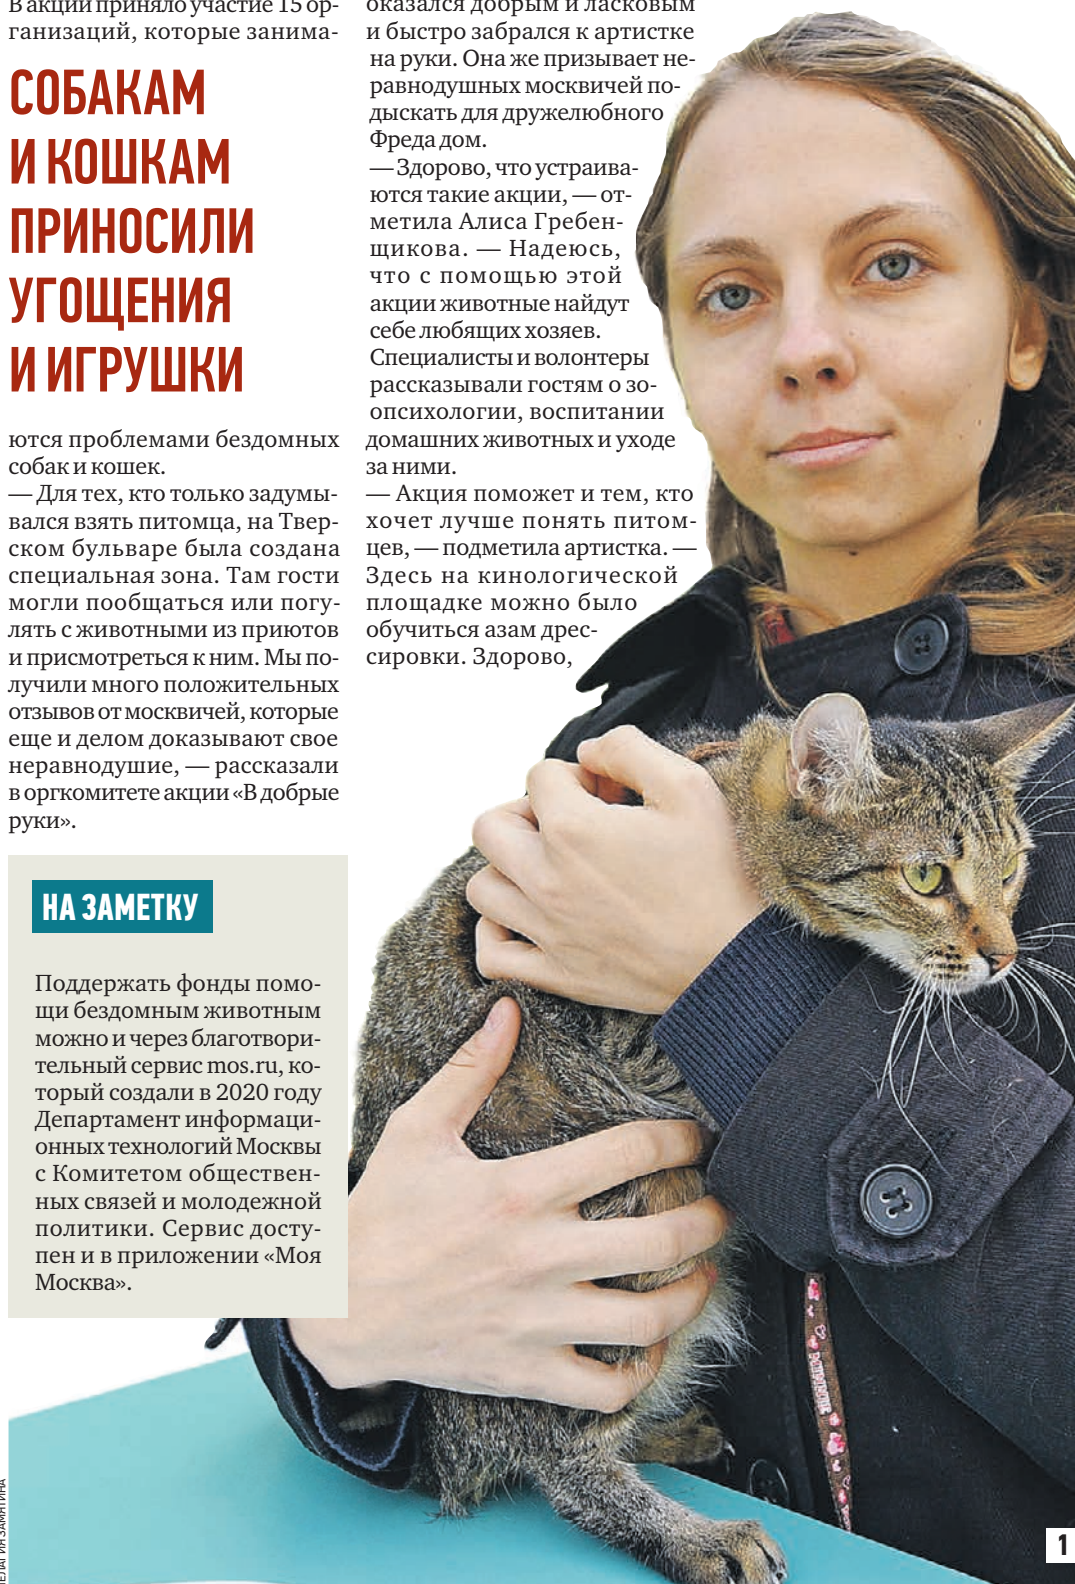 В акции приняло участие 15 ор-
ганизаций, которые занима-
СОБАКАМ
И КОШКАМ
ПРИНОСИЛИ
УГОЩЕНИЯ
И ИГРУШКИ
ются проблемами бездомных
собак и кошек.
— Для тех, кто только задумы-
вался взять питомца, на Твер-
ском бульваре была создана
специальная зона. Там гости
могли пообщаться или погу-
лять с животными из приютов
и присмотреться к ним. Мы по-
лучили много положительных
отзывов от москвичей, которые
еще и делом доказывают свое
неравнодушие, — рассказали
в оргкомитете акции «В добрые
руки».
НА ЗАМЕТКУ
Поддержать фонды помо-
щи бездомным животным
можно и через благотвори-
тельный сервис mos.ru, ко-
торый создали в 2020 году
Департамент информаци-
онных технологий Москвы
с Комитетом обществен-
ных связей и молодежной
политики. Сервис досту-
пен и в приложении «Моя
Москва».
оказался добрым и ласковым
и быстро забрался к артистке
на руки. Она же призывает не-
равнодушных москвичей по-
дыскать для дружелюбного
Фреда дом.
— Здорово, что устраива-
ются такие акции, — от-
метила Алиса Гребен-
щикова. — Надеюсь,
что с помощью этой
акции животные найдут
себе любящих хозяев.
Специалисты и волонтеры
рассказывали гостям о зо-
опсихологии, воспитании
домашних животных и уходе
за ними.
— Акция поможет и тем, кто
хочет лучше понять питом-
цев, — подметила артистка. —
Здесь на кинологической
площадке можно было
обучиться азам дрес-
сировки. Здорово,
ЗАМЯТИНА
1